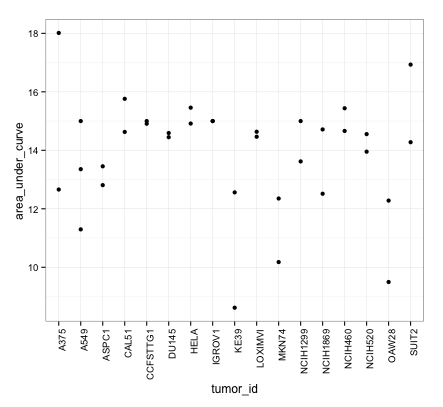 area_under_curve
18
16
14
12
10
A375
A549
ASPC1
CAL51
CCFSTTG1
DU145
HELA
IGROV1
KE39
LOXIMVI
MKN74
NCIH1299
NCIH1869
NCIH460
NCIH520
OAW28
SUIT2
tumor_id